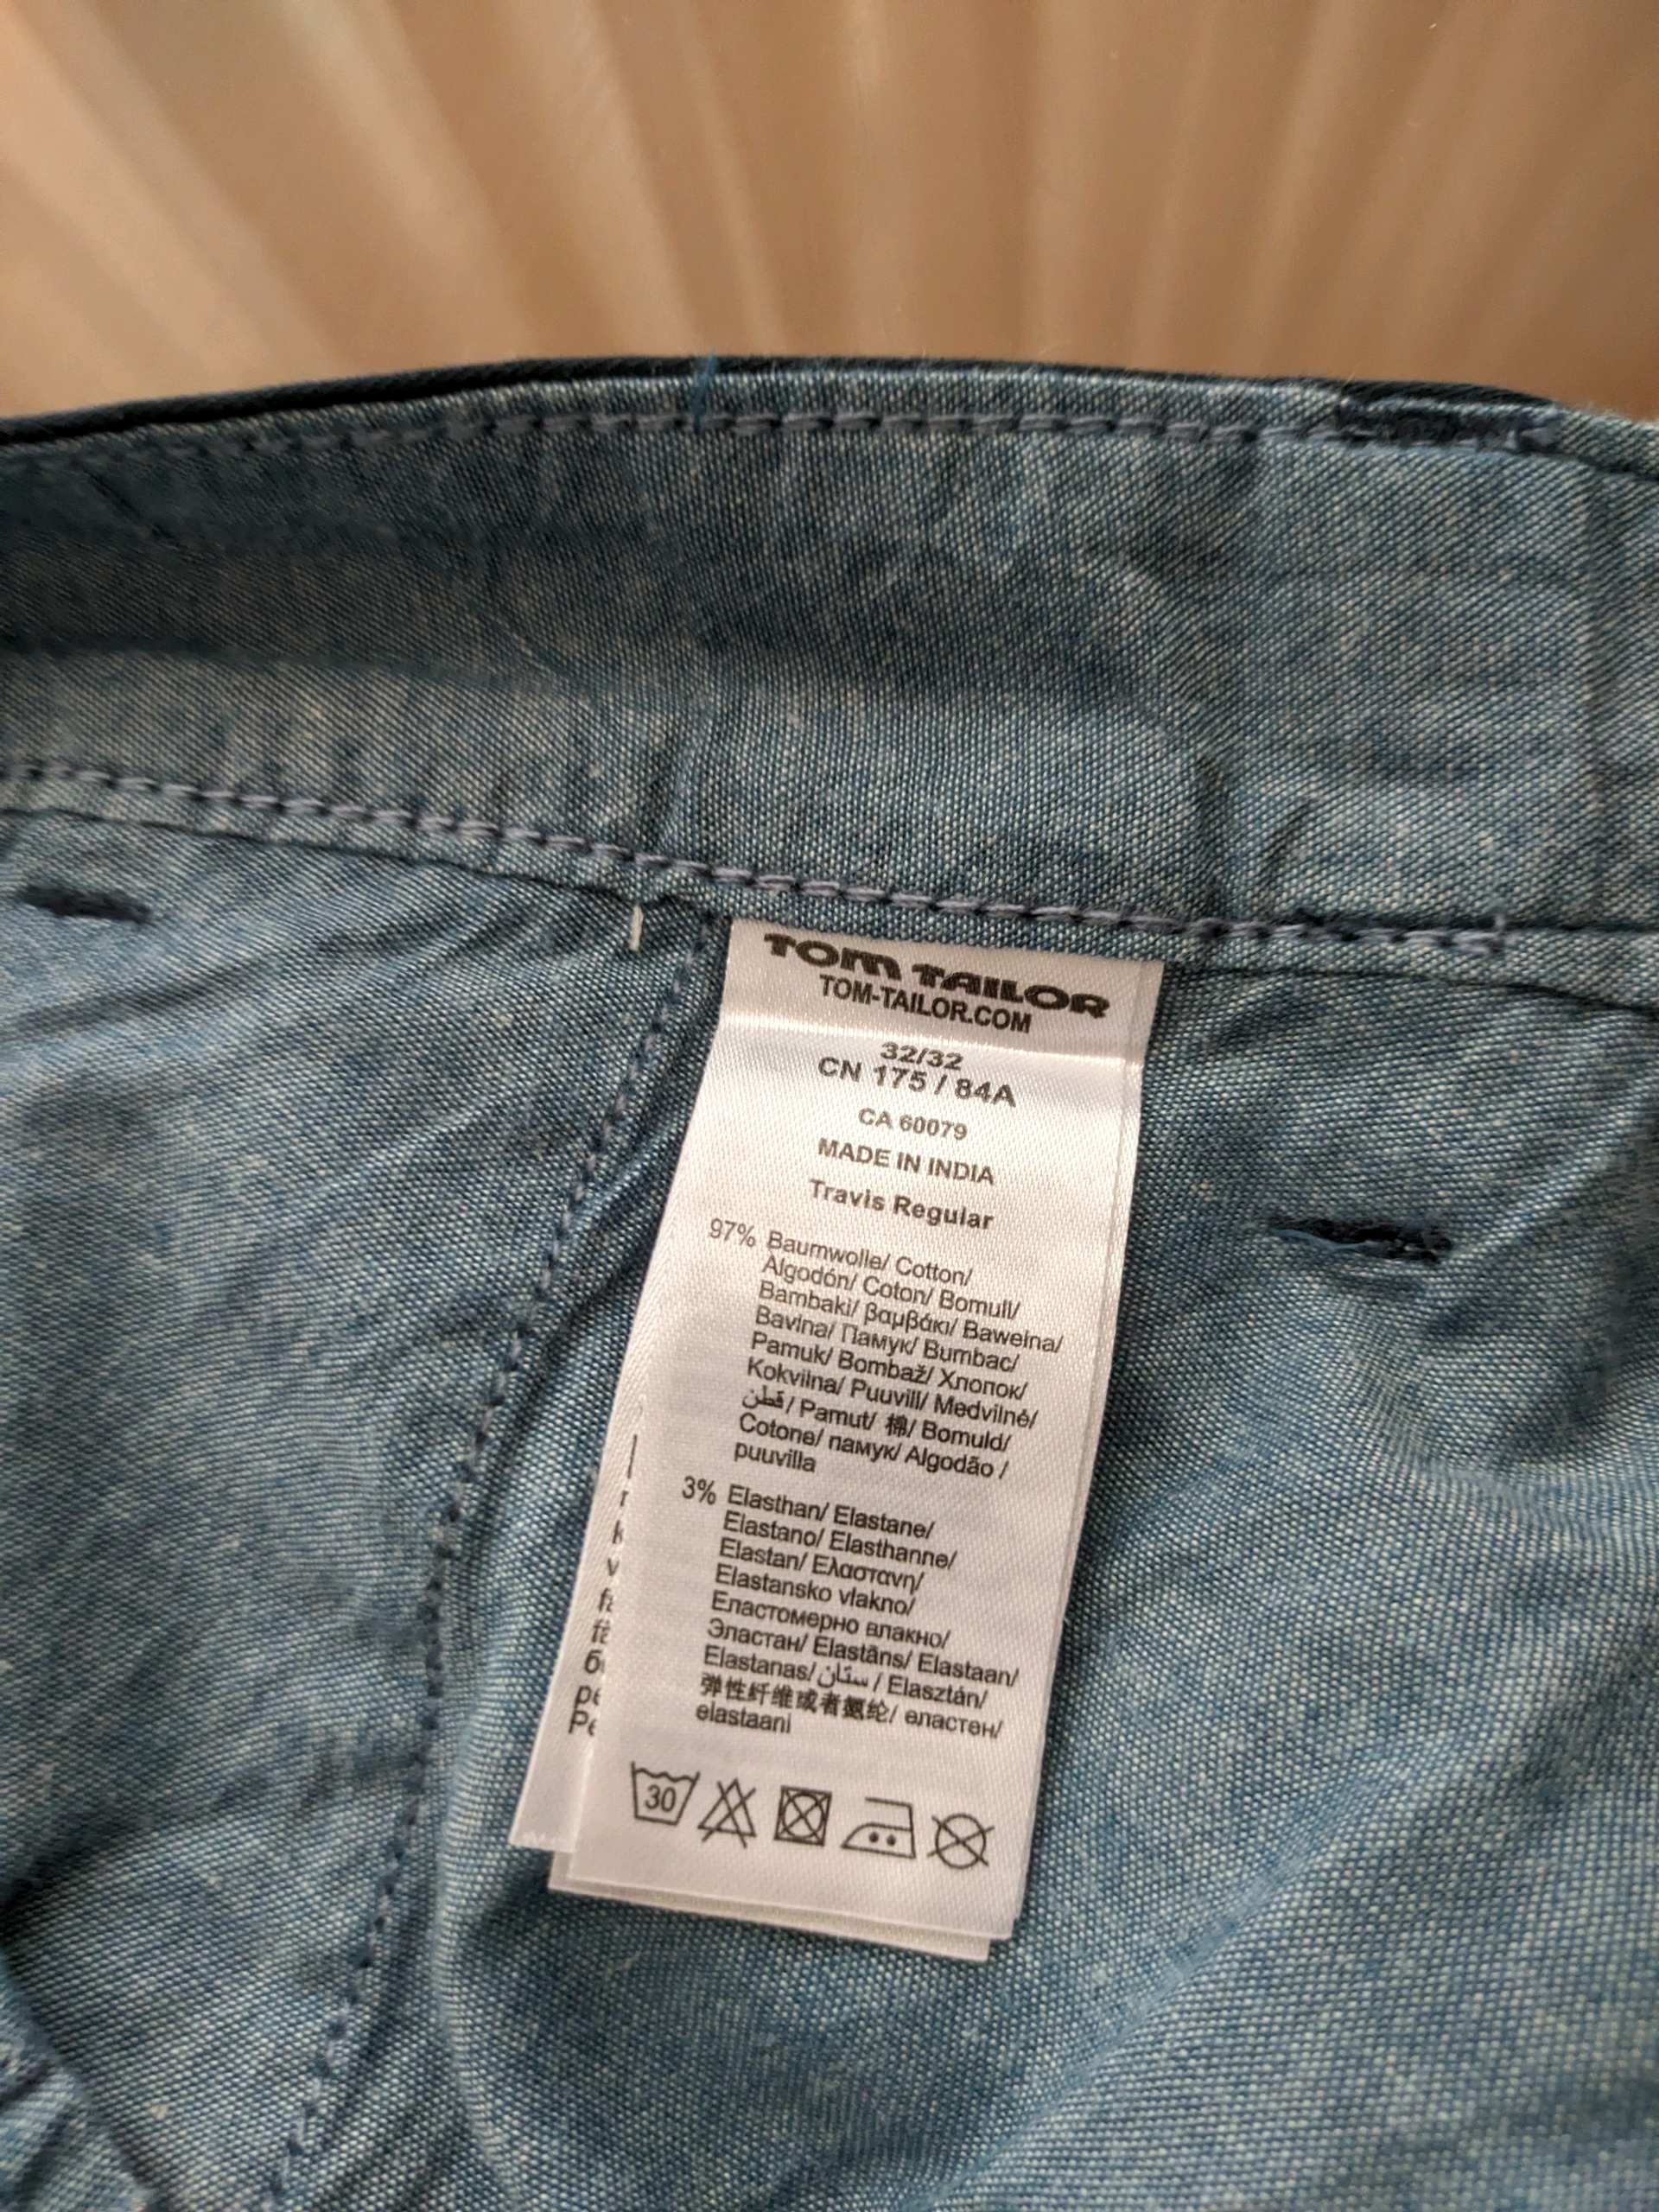 TOM TAILOR
TOM-TAILOR.COM
32/32
CN 175 / 84A
CA 60079
MADE IN INDIA
Travis Regular
97% Baumwolle/ Cotton/
Algodón/ Coton/ Bomull/
Bambaki/ βαμβάκι/ Bawełna/
Bavlna/ Памук/ Bumbac/
Pamuk/ Bombaž/ Хлопок/
Kokvilna/ Puuvill/ Medvilnė/
قطن/ Pamut/ 棉/ Bomuld/
Cotone/ памук/ Algodão /
puuvilla
3% Elasthan/ Elastane/
Elastano/ Elasthanne/
Elastan/ Ελαστανη/
Elastansko vlakno/
Еластомерно влакно/
Эластан/ Elastāns/ Elastaan/
Elastanas/ ستان / Elasztán/
弹性纤维或者氨纶/ еластен/
elastaani
30